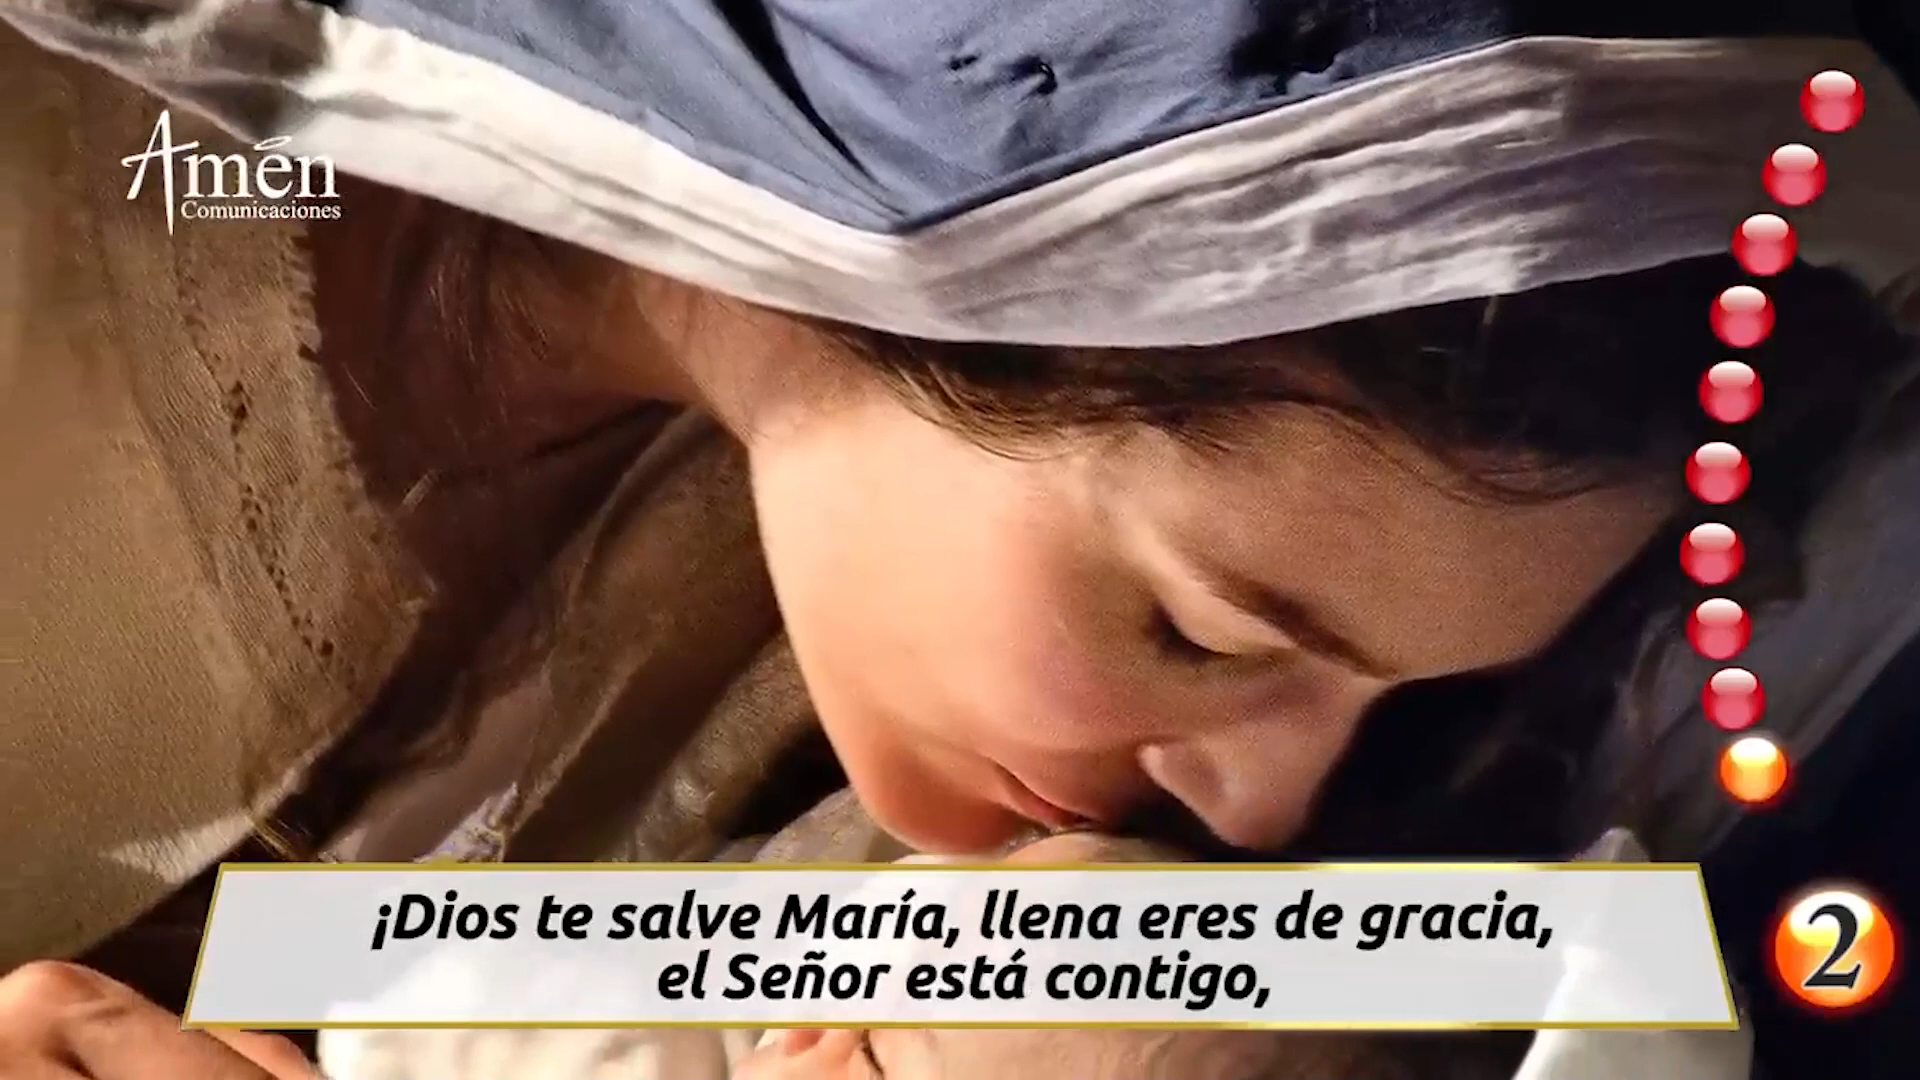 Amén
Comunicaciones
¡Dios te salve María, llena eres de gracia,
el Señor está contigo,
2